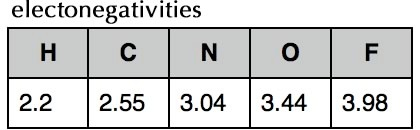 electonegativities
H C N O F
2.2 2.55 3.04 3.44 3.98